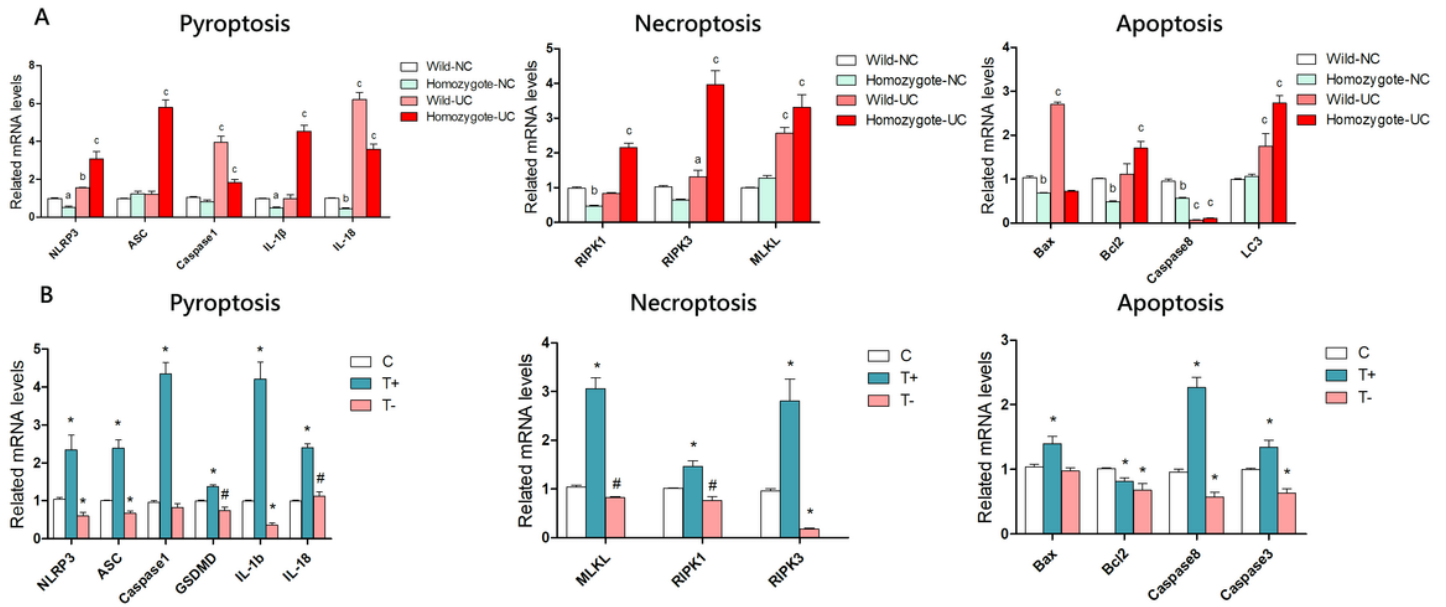 A
Pyroptosis
Related mRNA levels
8
6
4
2
0
a
b
c
c
c
c
a
c
b
c
c
NLRP3
ASC
Caspase1
IL-1β
IL-18
Wild-NC
Homozygote-NC
Wild-UC
Homozygote-UC
Necroptosis
Related mRNA levels
5
4
3
2
1
0
b
c
a
c
c
c
RIPK1
RIPK3
MLKL
Wild-NC
Homozygote-NC
Wild-UC
Homozygote-UC
Apoptosis
Related mRNA levels
4
3
2
1
0
b
c
b
c
b
c
c
c
c
Bax
Bcl2
Caspase8
LC3
Wild-NC
Homozygote-NC
Wild-UC
Homozygote-UC
B
Pyroptosis
Related mRNA levels
5
4
3
2
1
0
*
*
*
*
*
*
#
*
*
*
#
NLRP3
ASC
Caspase1
GSDMD
IL-1b
IL-18
C
T+
T-
Necroptosis
Related mRNA levels
4
3
2
1
0
*
#
*
#
*
*
MLKL
RIPK1
RIPK3
C
T+
T-
Apoptosis
Related mRNA levels
3
2
1
0
*
*
*
*
*
*
*
Bax
Bcl2
Caspase8
Caspase3
C
T+
T-